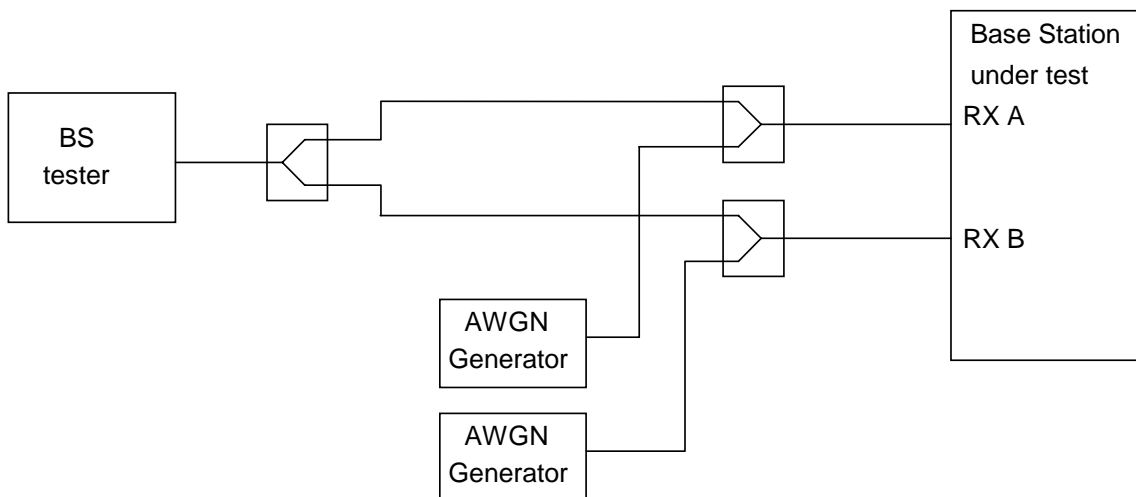 Base Station
under test
RX A
BS
tester
RX B
AWGN
Generator
AWGN
Generator